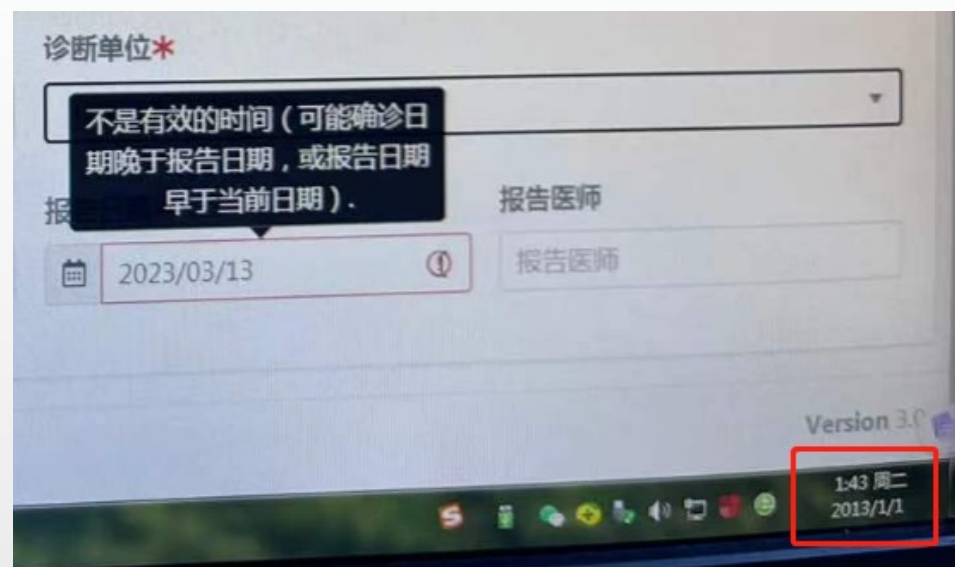 诊断单位*
不是有效的时间（可能确诊日
期晚于报告日期，或报告日期
早于当前日期）.
报
报告医师
2023/03/13
报告医师
Version 3.0
1:43 周二
2013/1/1